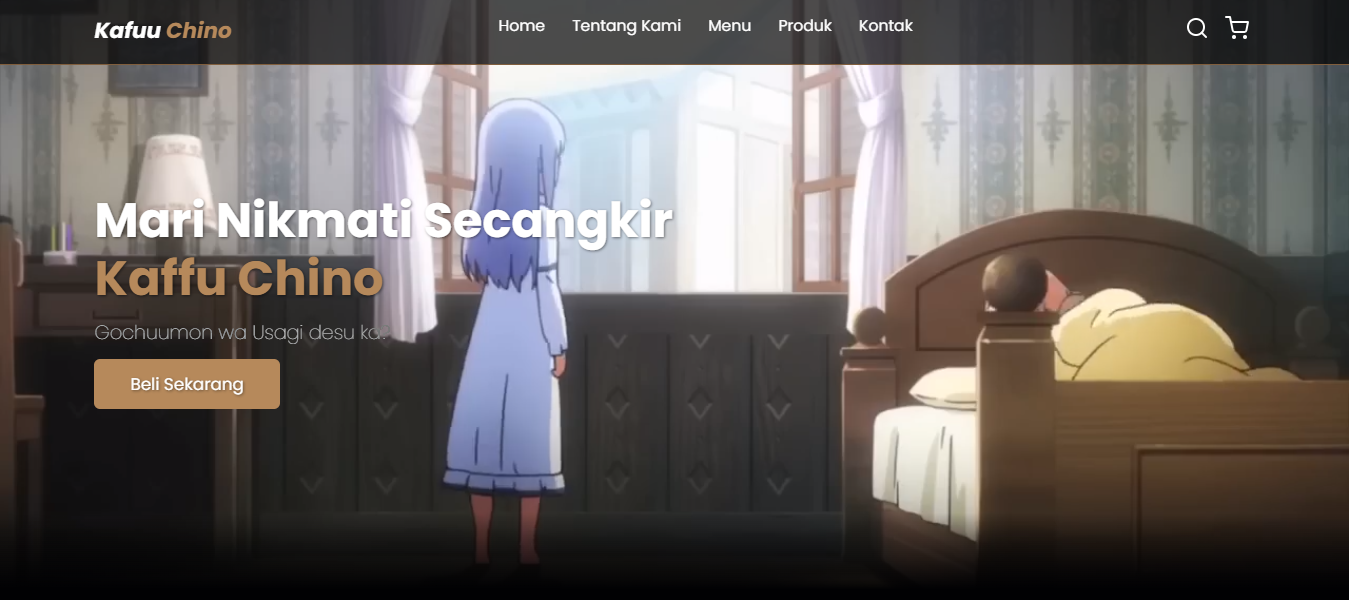 Kafuu Chino
Home
Tentang Kami
Menu
Produk
Kontak
Mari Nikmati Secangkir
Kaffu Chino
Gochuumon wa Usagi desu ka?
Beli Sekarang